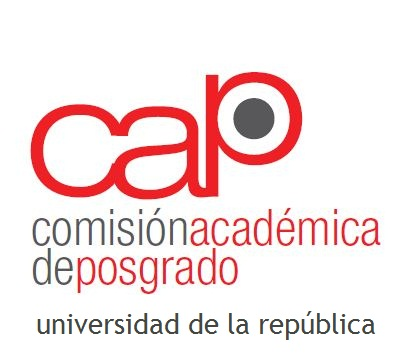 cap
comisiónacadémica
deposgrado
universidad de la república